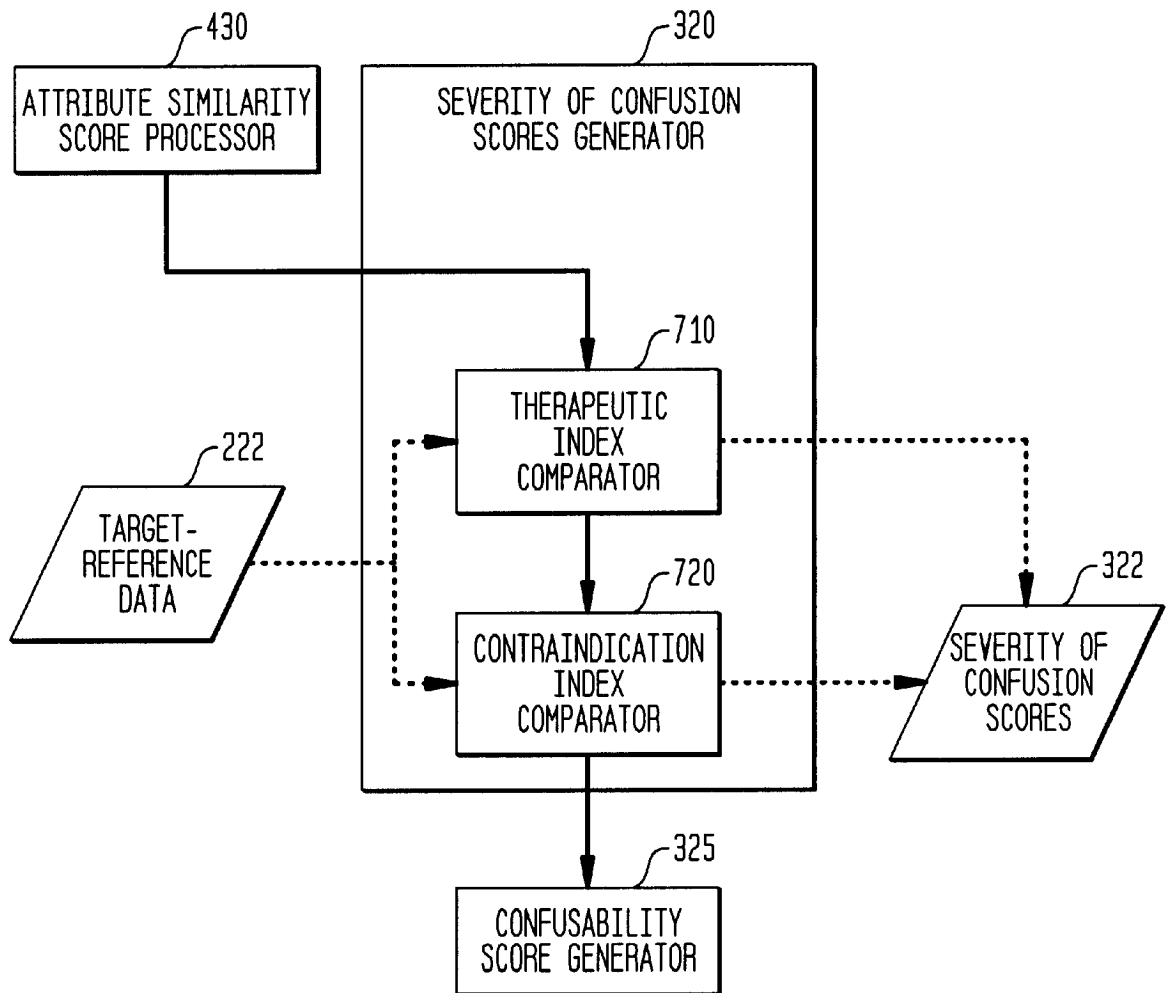 430
ATTRIBUTE SIMILARITY
SCORE PROCESSOR
320
SEVERITY OF CONFUSION
SCORES GENERATOR
710
THERAPEUTIC
INDEX
COMPARATOR
222
TARGET-
REFERENCE
DATA
720
CONTRAINDICATION
INDEX
COMPARATOR
322
SEVERITY OF
CONFUSION
SCORES
325
CONFUSABILITY
SCORE GENERATOR